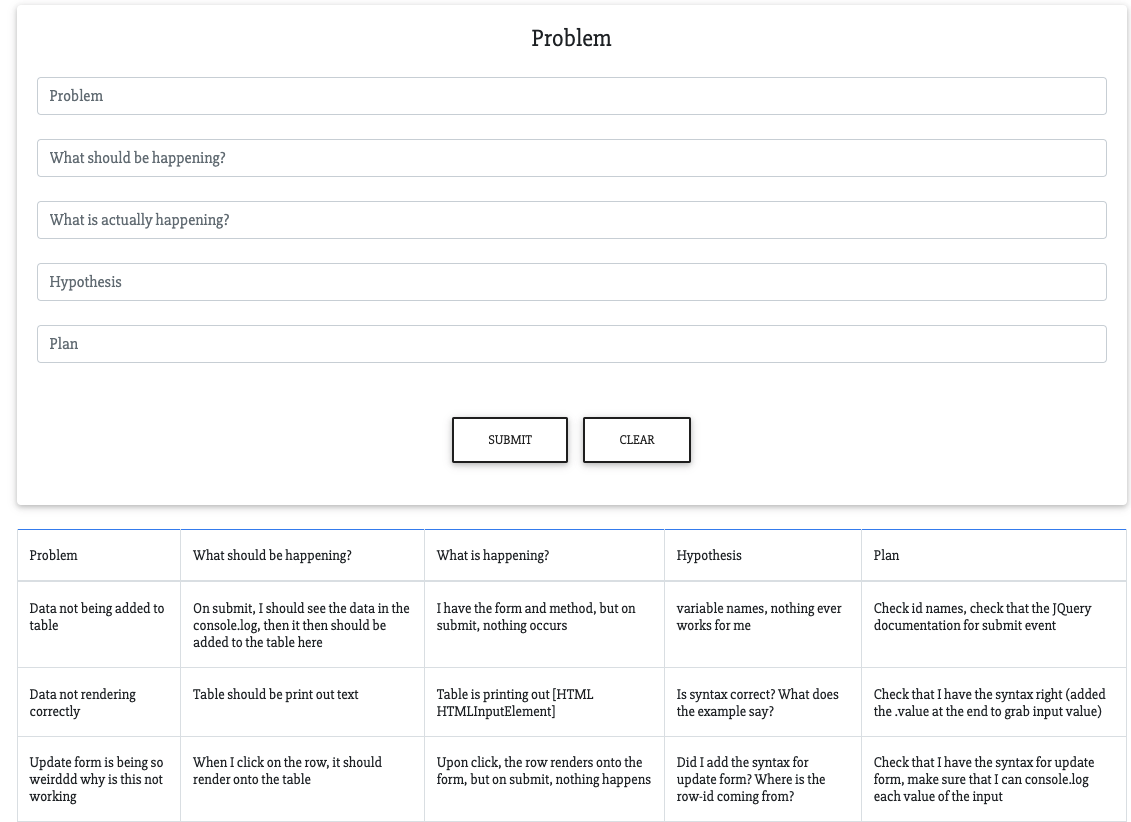 Problem
Problem
What should be happening?
What is actually happening?
Hypothesis
Plan
SUBMIT CLEAR
Problem What should be happening? What is happening? Hypothesis Plan
Data not being added to
table
On submit, I should see the data in the
console.log, then it then should be
added to the table here
I have the form and method, but on
submit, nothing occurs
variable names, nothing ever
works for me
Check id names, check that the JQuery
documentation for submit event
Data not rendering
correctly
Table should be print out text
Table is printing out [HTML
HTMLInputElement]
Is syntax correct? What does
the example say?
Check that I have the syntax right (added
the .value at the end to grab input value)
Update form is being so
weirddd why is this not
working
When I click on the row, it should
render onto the table
Upon click, the row renders onto the
form, but on submit, nothing happens
Did I add the syntax for
update form? Where is the
row-id coming from?
Check that I have the syntax for update
form, make sure that I can console.log
each value of the input